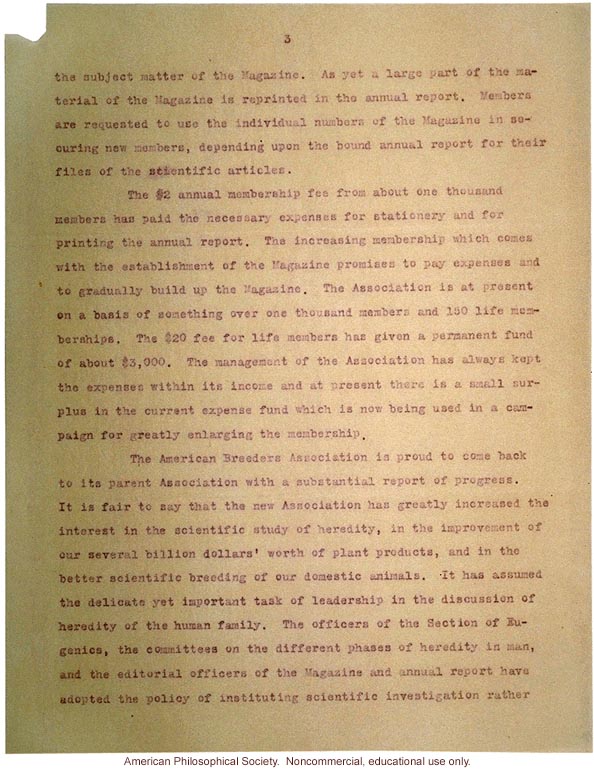 3
the subject matter of the Magazine. As yet a large part of the ma-
terial of the Magazine is reprinted in the annual report. Members
are requested to use the individual numbers of the Magazine in se-
curing new members, depending upon the bound annual report for their
files of the scientific articles.
The $2 annual membership fee from about one thousand
members has paid the necessary expenses for stationery and for
printing the annual report. The increasing membership which comes
with the establishment of the Magazine promises to pay expenses and
to gradually build up the Magazine. The Association is at present
on a basis of something over one thousand members and 150 life mem-
berships. The $20 fee for life members has given a permanent fund
of about $3,000. The management of the Association has always kept
the expenses within its income and at present there is a small sur-
plus in the current expense fund which is now being used in a cam-
paign for greatly enlarging the membership.
The American Breeders Association is proud to come back
to its parent Association with a substantial report of progress.
It is fair to say that the new Association has greatly increased the
interest in the scientific study of heredity, in the improvement of
our several billion dollars' worth of plant products, and in the
better scientific breeding of our domestic animals. It has assumed
the delicate yet important task of leadership in the discussion of
heredity of the human family. The officers of the Section of Eu-
genics, the committees on the different phases of heredity in man,
and the editorial officers of the Magazine and annual report have
adopted the policy of instituting scientific investigation rather
American Philosophical Society. Noncommercial, educational use only.